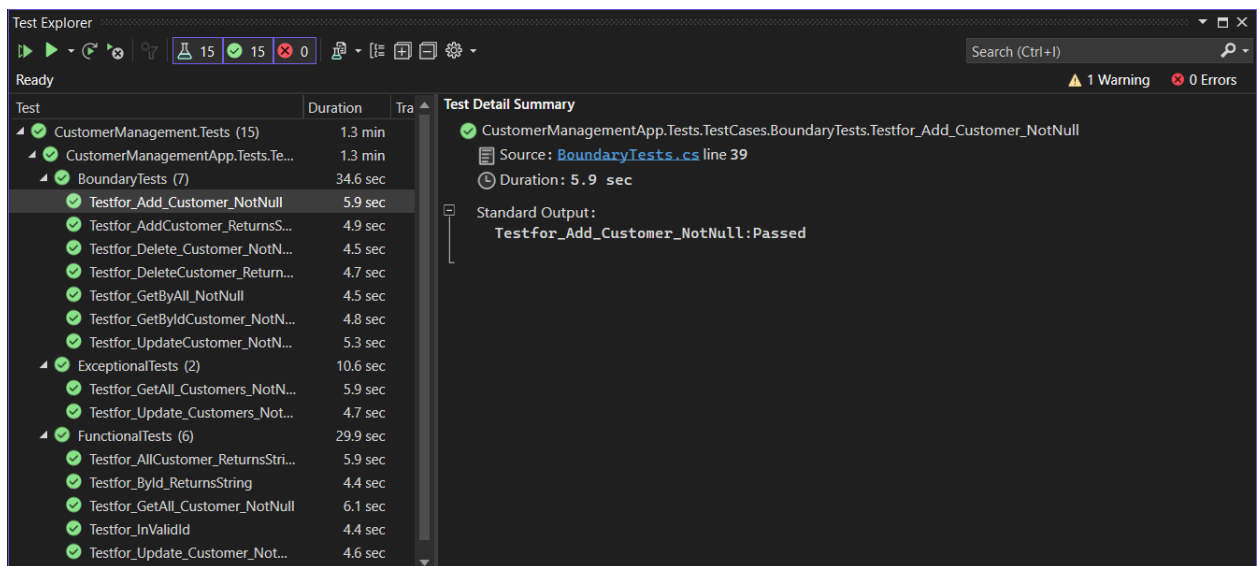 Test Explorer
15 15 0
Search (Ctrl+I)
Ready
1 Warning 0 Errors
Test Duration Tra
CustomerManagement.Tests (15) 1.3 min
CustomerManagementApp.Tests.Te... 1.3 min
BoundaryTests (7) 34.6 sec
Testfor_Add_Customer_NotNull 5.9 sec
Testfor_AddCustomer_ReturnsS... 4.9 sec
Testfor_Delete_Customer_NotN... 4.5 sec
Testfor_DeleteCustomer_Return... 4.7 sec
Testfor_GetByAll_NotNull 4.5 sec
Testfor_GetByIdCustomer_NotN... 4.8 sec
Testfor_UpdateCustomer_NotN... 5.3 sec
ExceptionalTests (2) 10.6 sec
Testfor_GetAll_Customers_NotN... 5.9 sec
Testfor_Update_Customers_Not... 4.7 sec
FunctionalTests (6) 29.9 sec
Testfor_AllCustomer_ReturnsStri... 5.9 sec
Testfor_ById_ReturnsString 4.4 sec
Testfor_GetAll_Customer_NotNull 6.1 sec
Testfor_InValidId 4.4 sec
Testfor_Update_Customer_Not... 4.6 sec
Test Detail Summary
CustomerManagementApp.Tests.TestCases.BoundaryTests.Testfor_Add_Customer_NotNull
Source: BoundaryTests.cs line 39
Duration: 5.9 sec
Standard Output:
Testfor_Add_Customer_NotNull:Passed